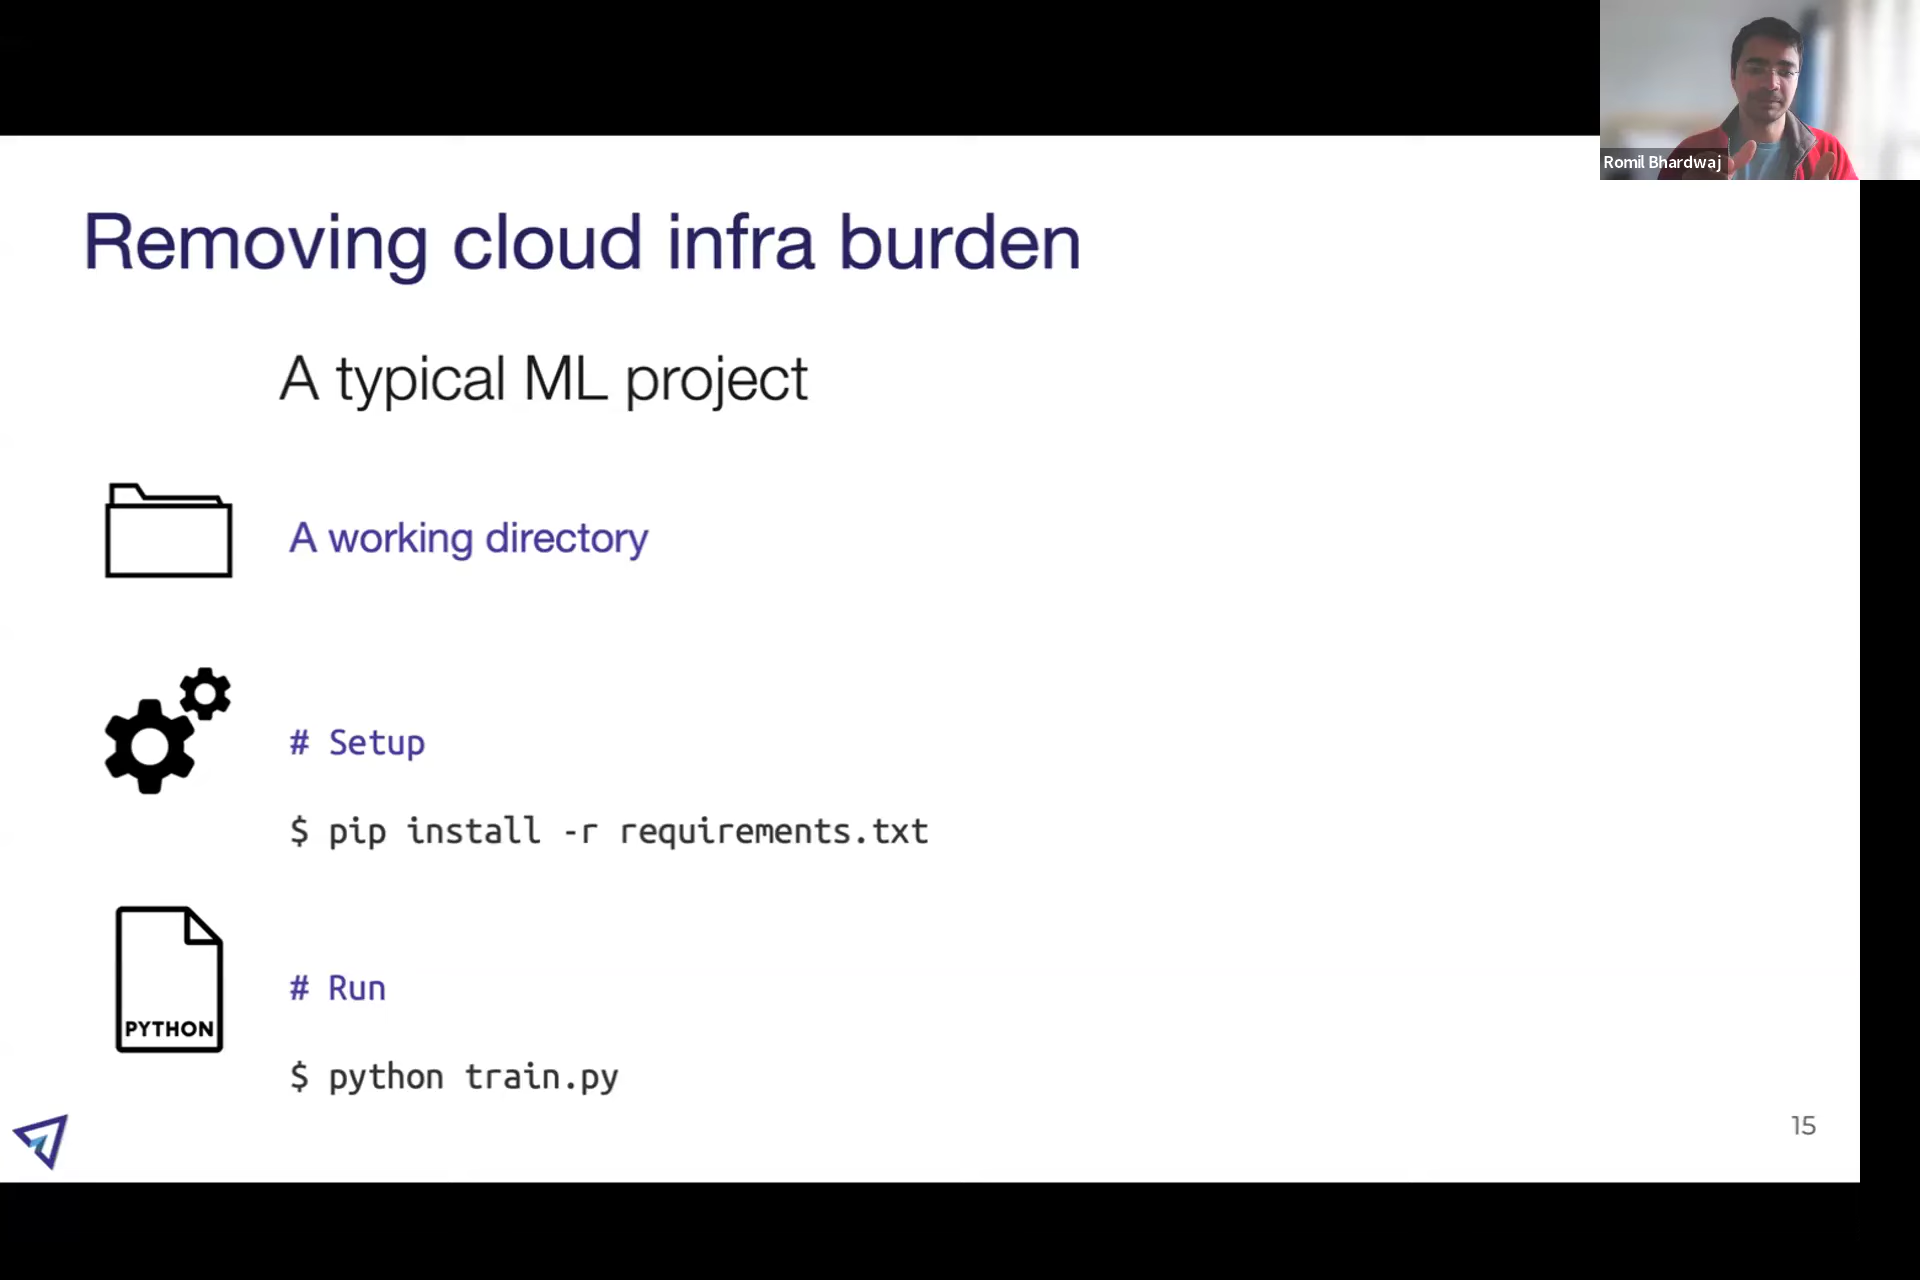 Romil Bhardwaj
Removing cloud infra burden
A typical ML project
A working directory
# Setup
$ pip install -r requirements.txt
PYTHON
# Run
$ python train.py
15